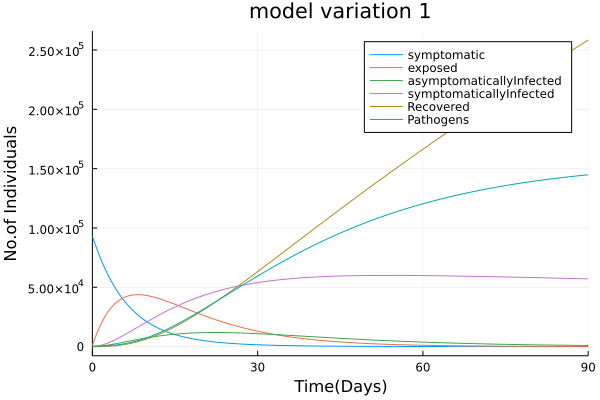 model variation 1
symptomatic
exposed
asymptomaticallyInfected
symptomaticallyInfected
Recovered
Pathogens
No.of Individuals
2.50×10⁵
2.00×10⁵
1.50×10⁵
1.00×10⁵
5.00×10⁴
0
0 30 60 90
Time(Days)